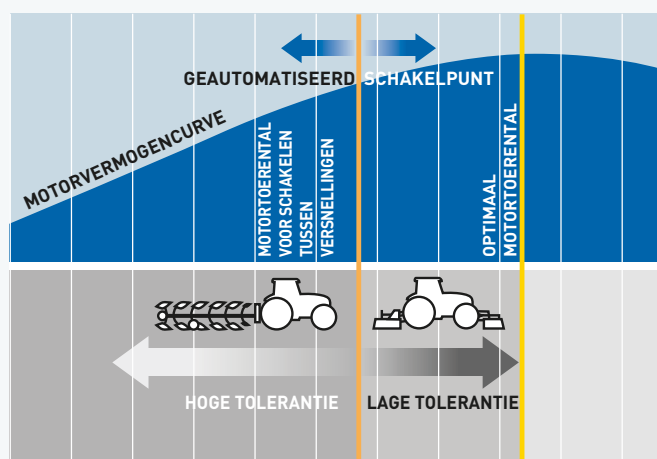 GEAUTOMATISEERD SCHAKELPUNT
MOTORVERMOGENCURVE
MOTORTOERENTAL
VOOR SCHAKELEN
TUSSEN
VERSNELLINGEN
OPTIMAAL
MOTORTOERENTAL
HOGE TOLERANTIE
LAGE TOLERANTIE